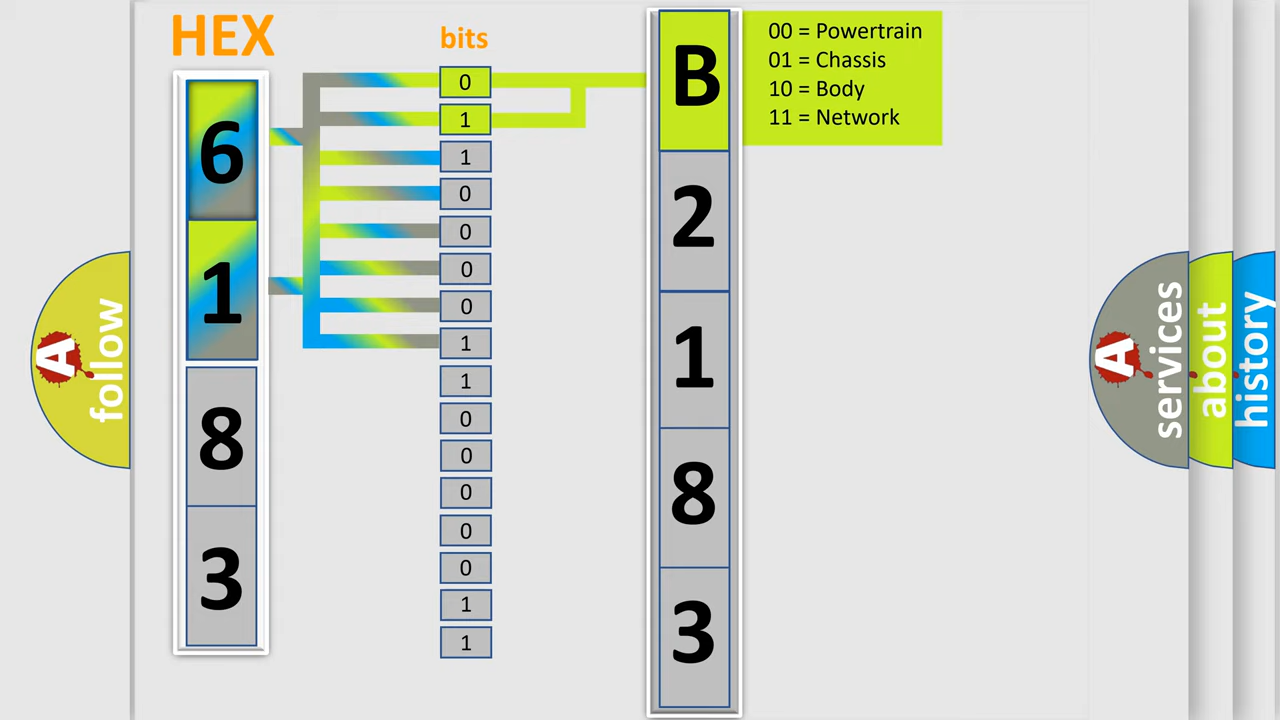 HEX
bits
6
1
8
3
0
1
1
0
0
0
0
1
1
0
0
0
0
0
1
1
B
2
1
8
3
00 = Powertrain
01 = Chassis
10 = Body
11 = Network
A
follow
A
services
about
history